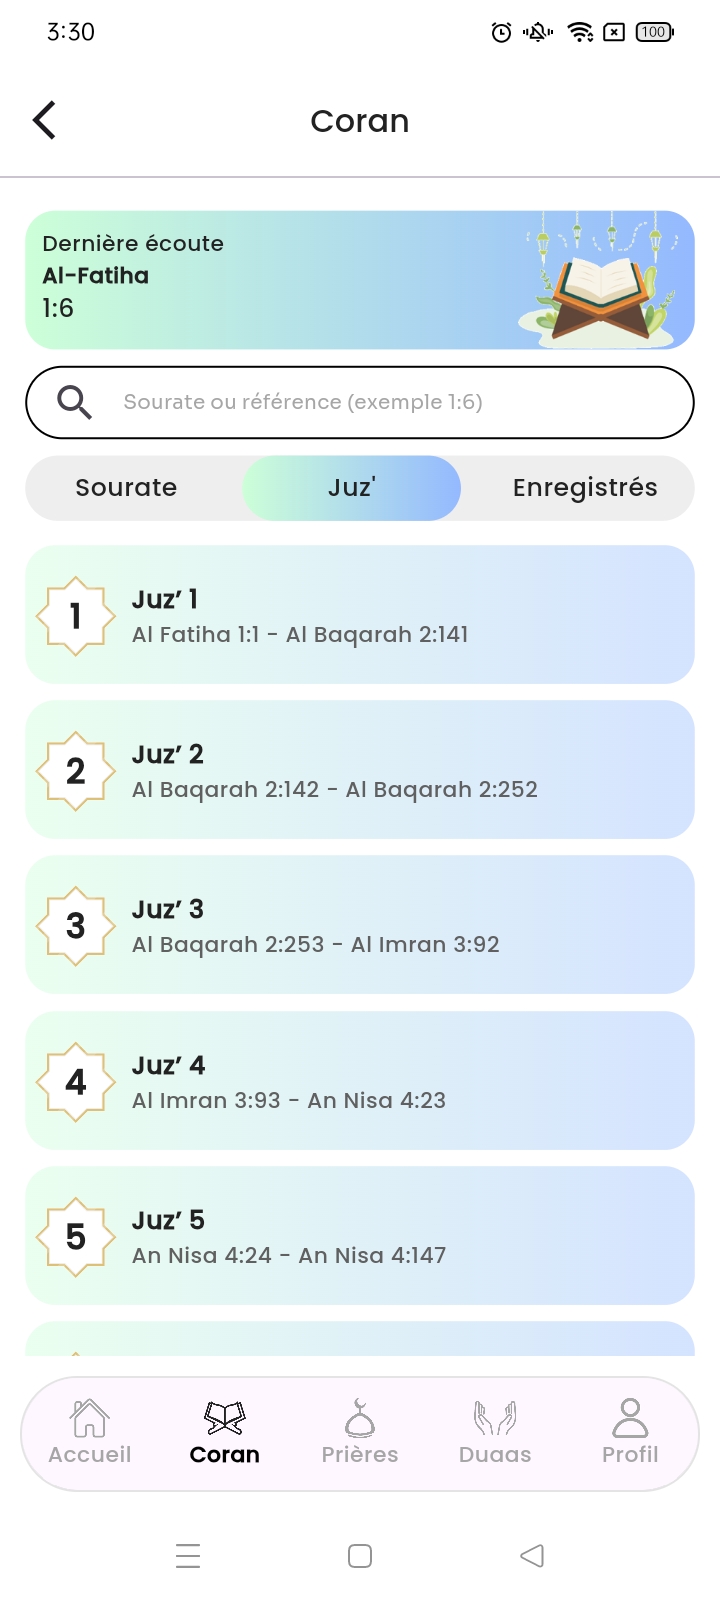 3:30
100
Coran
Dernière écoute
Al-Fatiha
1:6
Sourate ou référence (exemple 1:6)
Sourate
Juz'
Enregistrés
1
Juz’ 1
Al Fatiha 1:1 - Al Baqarah 2:141
2
Juz’ 2
Al Baqarah 2:142 - Al Baqarah 2:252
3
Juz’ 3
Al Baqarah 2:253 - Al Imran 3:92
4
Juz’ 4
Al Imran 3:93 - An Nisa 4:23
5
Juz’ 5
An Nisa 4:24 - An Nisa 4:147
Accueil
Coran
Prières
Duaas
Profil